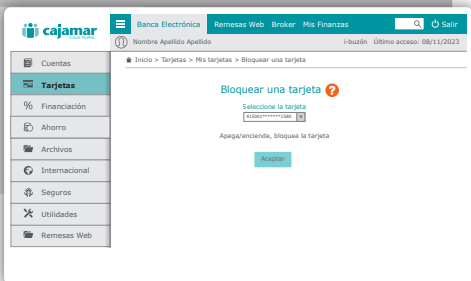 cajamar
CAJA RURAL
Banca Electrónica Remesas Web Broker Mis Finanzas Salir
Nombre Apellido Apellido i-buzón Último acceso: 08/11/2023
Inicio > Tarjetas > Mis tarjetas > Bloquear una tarjeta
Cuentas
Tarjetas
Financiación
Ahorro
Archivos
Internacional
Seguros
Utilidades
Remesas Web
Bloquear una tarjeta ?
Seleccione la tarjeta
Apaga/enciende, bloquea la tarjeta
Aceptar